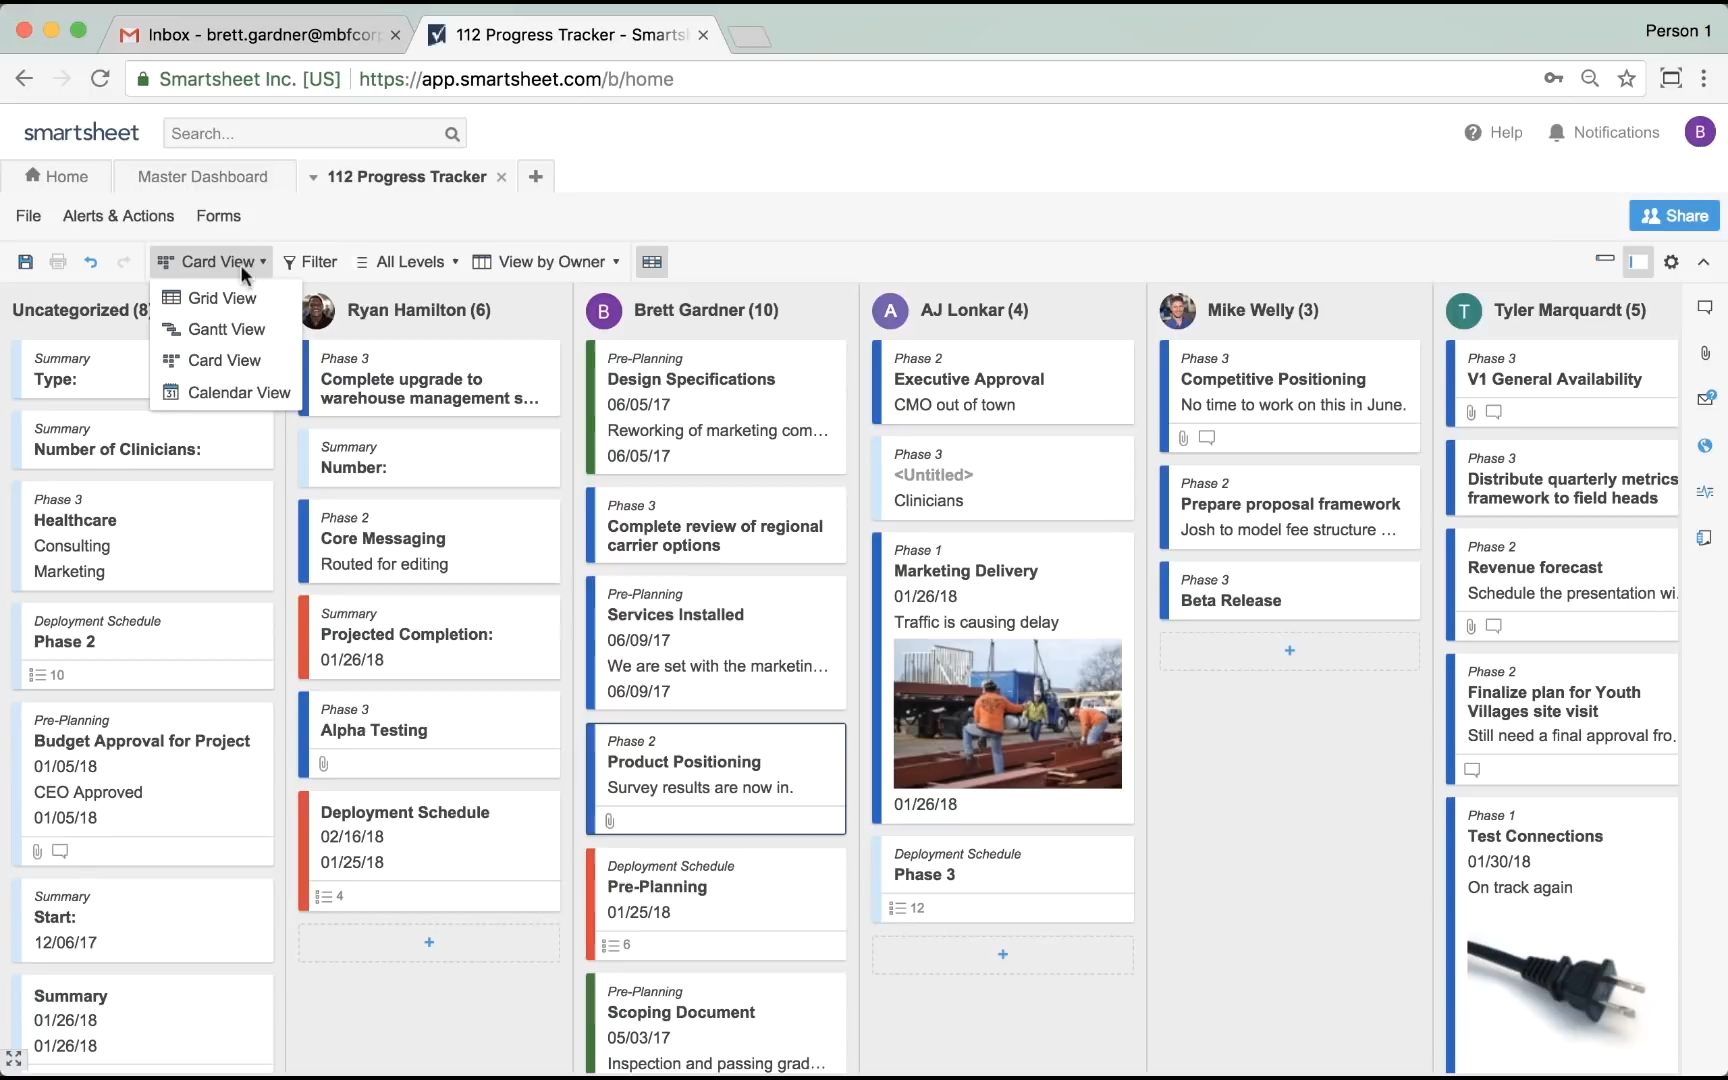 Inbox - brett.gardner@mbfcorp
112 Progress Tracker - Smarts
Person 1
Smartsheet Inc. [US] https://app.smartsheet.com/b/home
smartsheet
Search...
Help
Notifications
B
Home
Master Dashboard
112 Progress Tracker
File
Alerts & Actions
Forms
Share
Card View
Filter
All Levels
View by Owner
Grid View
Gantt View
Card View
31 Calendar View
Uncategorized (8
Summary
Type:
Summary
Number of Clinicians:
Phase 3
Healthcare
Consulting
Marketing
Deployment Schedule
Phase 2
10
Pre-Planning
Budget Approval for Project
01/05/18
CEO Approved
01/05/18
Summary
Start:
12/06/17
Summary
01/26/18
01/26/18
Ryan Hamilton (6)
Phase 3
Complete upgrade to
warehouse management s...
Summary
Number:
Phase 2
Core Messaging
Routed for editing
Summary
Projected Completion:
01/26/18
Phase 3
Alpha Testing
Deployment Schedule
02/16/18
01/25/18
4
+
B
Brett Gardner (10)
Pre-Planning
Design Specifications
06/05/17
Reworking of marketing com...
06/05/17
Phase 3
Complete review of regional
carrier options
Pre-Planning
Services Installed
06/09/17
We are set with the marketin...
06/09/17
Phase 2
Product Positioning
Survey results are now in.
Deployment Schedule
Pre-Planning
01/25/18
6
Pre-Planning
Scoping Document
05/03/17
Inspection and passing grad...
A
AJ Lonkar (4)
Phase 2
Executive Approval
CMO out of town
Phase 3
<Untitled>
Clinicians
Phase 1
Marketing Delivery
01/26/18
Traffic is causing delay
01/26/18
Deployment Schedule
Phase 3
12
+
Mike Welly (3)
Phase 3
Competitive Positioning
No time to work on this in June.
Phase 2
Prepare proposal framework
Josh to model fee structure ...
Phase 3
Beta Release
+
T
Tyler Marquardt (5)
Phase 3
V1 General Availability
Phase 3
Distribute quarterly metrics
framework to field heads
Phase 2
Revenue forecast
Schedule the presentation wi.
Phase 2
Finalize plan for Youth
Villages site visit
Still need a final approval fro.
Phase 1
Test Connections
01/30/18
On track again